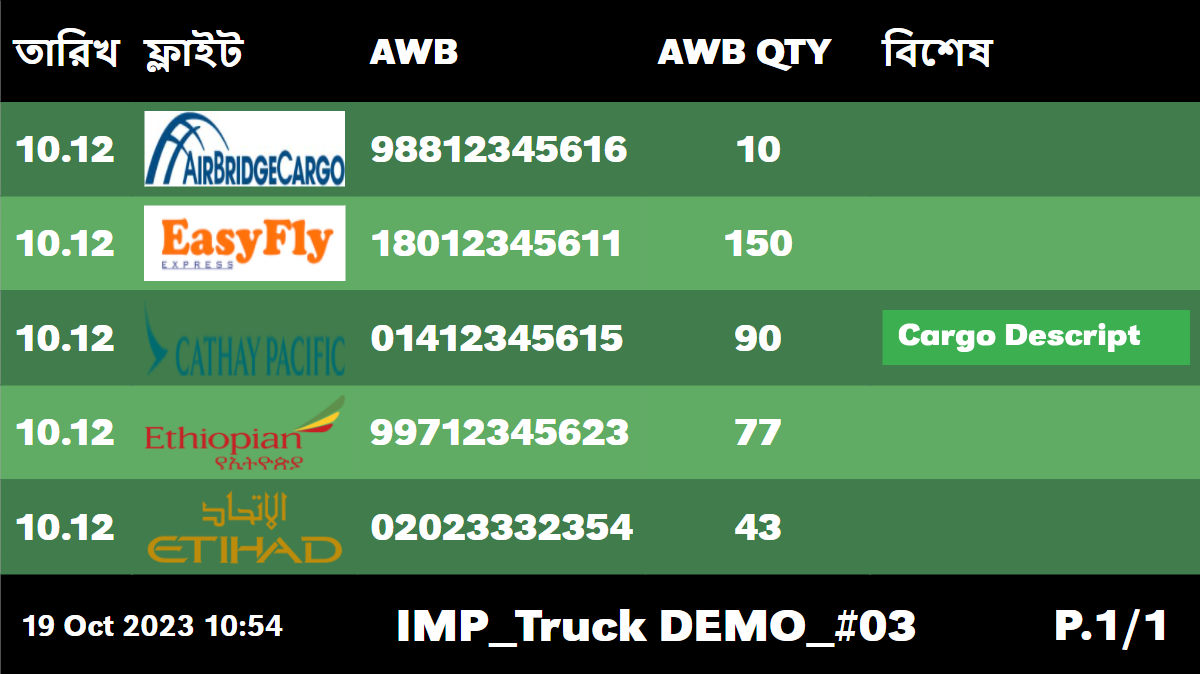 তারিখ ফ্লাইট AWB AWB QTY বিশেষ
10.12 AIRBRIDGECARGO 98812345616 10
10.12 EasyFly EXPRESS 18012345611 150
10.12 CATHAY PACIFIC 01412345615 90 Cargo Descript
10.12 Ethiopian የኢትዮጵያ 99712345623 77
10.12 الإتحاد ETIHAD 02023332354 43
19 Oct 2023 10:54 IMP_Truck DEMO_#03 P.1/1